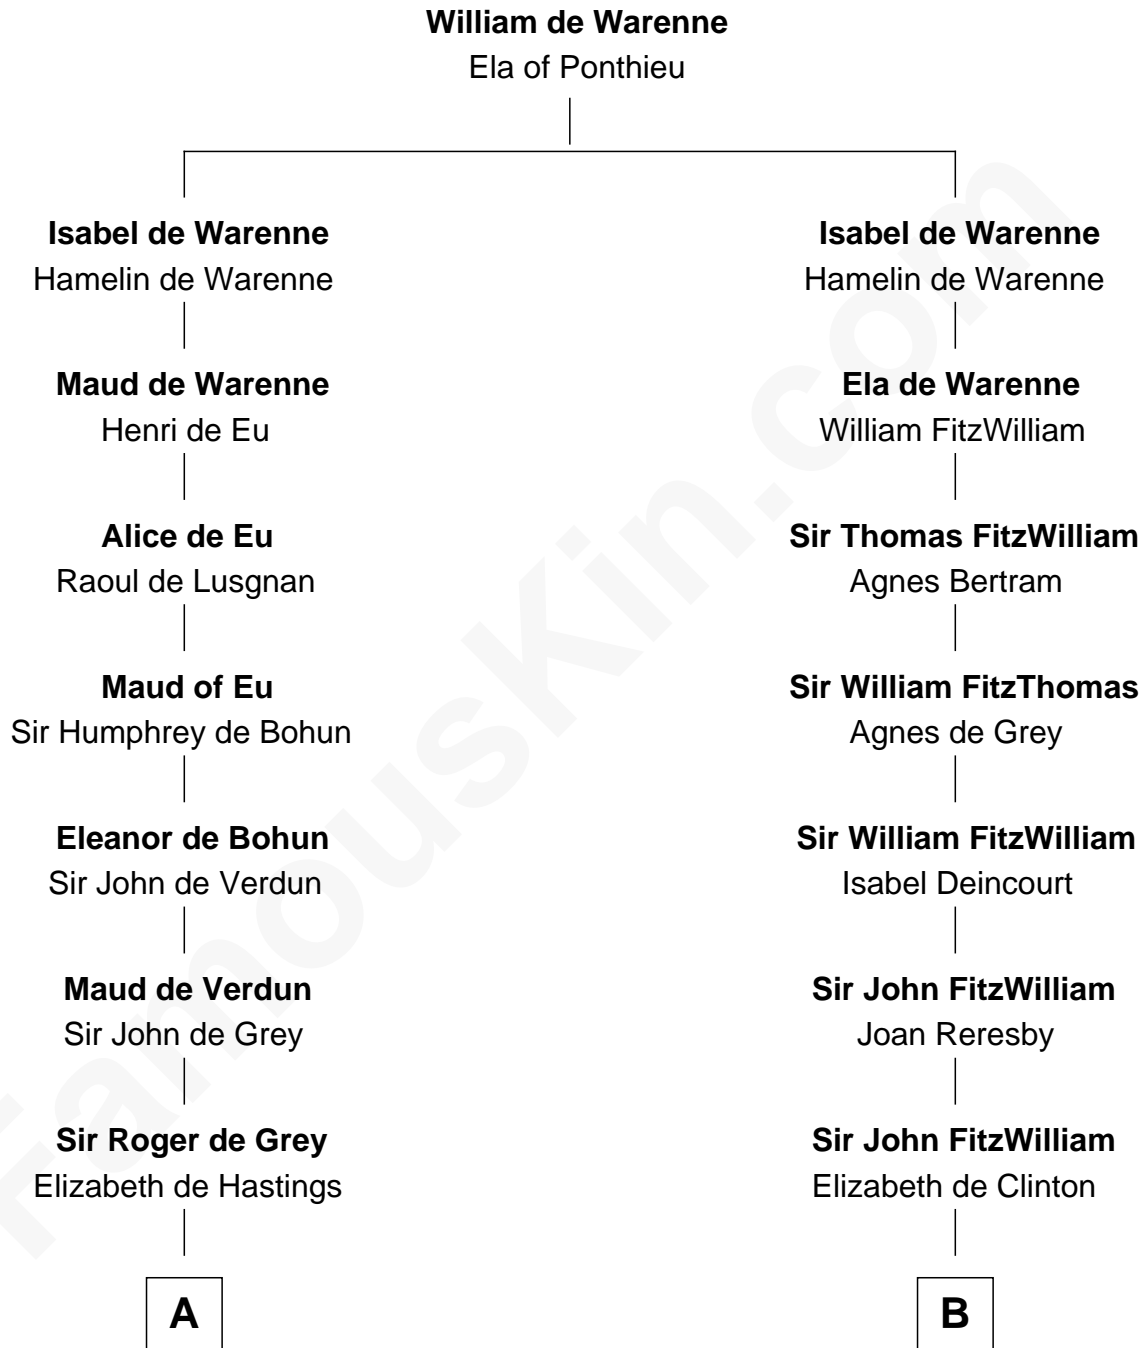 William de Warenne
Ela of Ponthieu
Isabel de Warenne
Hamelin de Warenne
Maud de Warenne
Henri de Eu
Alice de Eu
Raoul de Lusgnan
Maud of Eu
Sir Humphrey de Bohun
Eleanor de Bohun
Sir John de Verdun
Maud de Verdun
Sir John de Grey
Sir Roger de Grey
Elizabeth de Hastings
A
Isabel de Warenne
Hamelin de Warenne
Ela de Warenne
William FitzWilliam
Sir Thomas FitzWilliam
Agnes Bertram
Sir William FitzThomas
Agnes de Grey
Sir William FitzWilliam
Isabel Deincourt
Sir John FitzWilliam
Joan Reresby
Sir John FitzWilliam
Elizabeth de Clinton
B
FamousKin.com